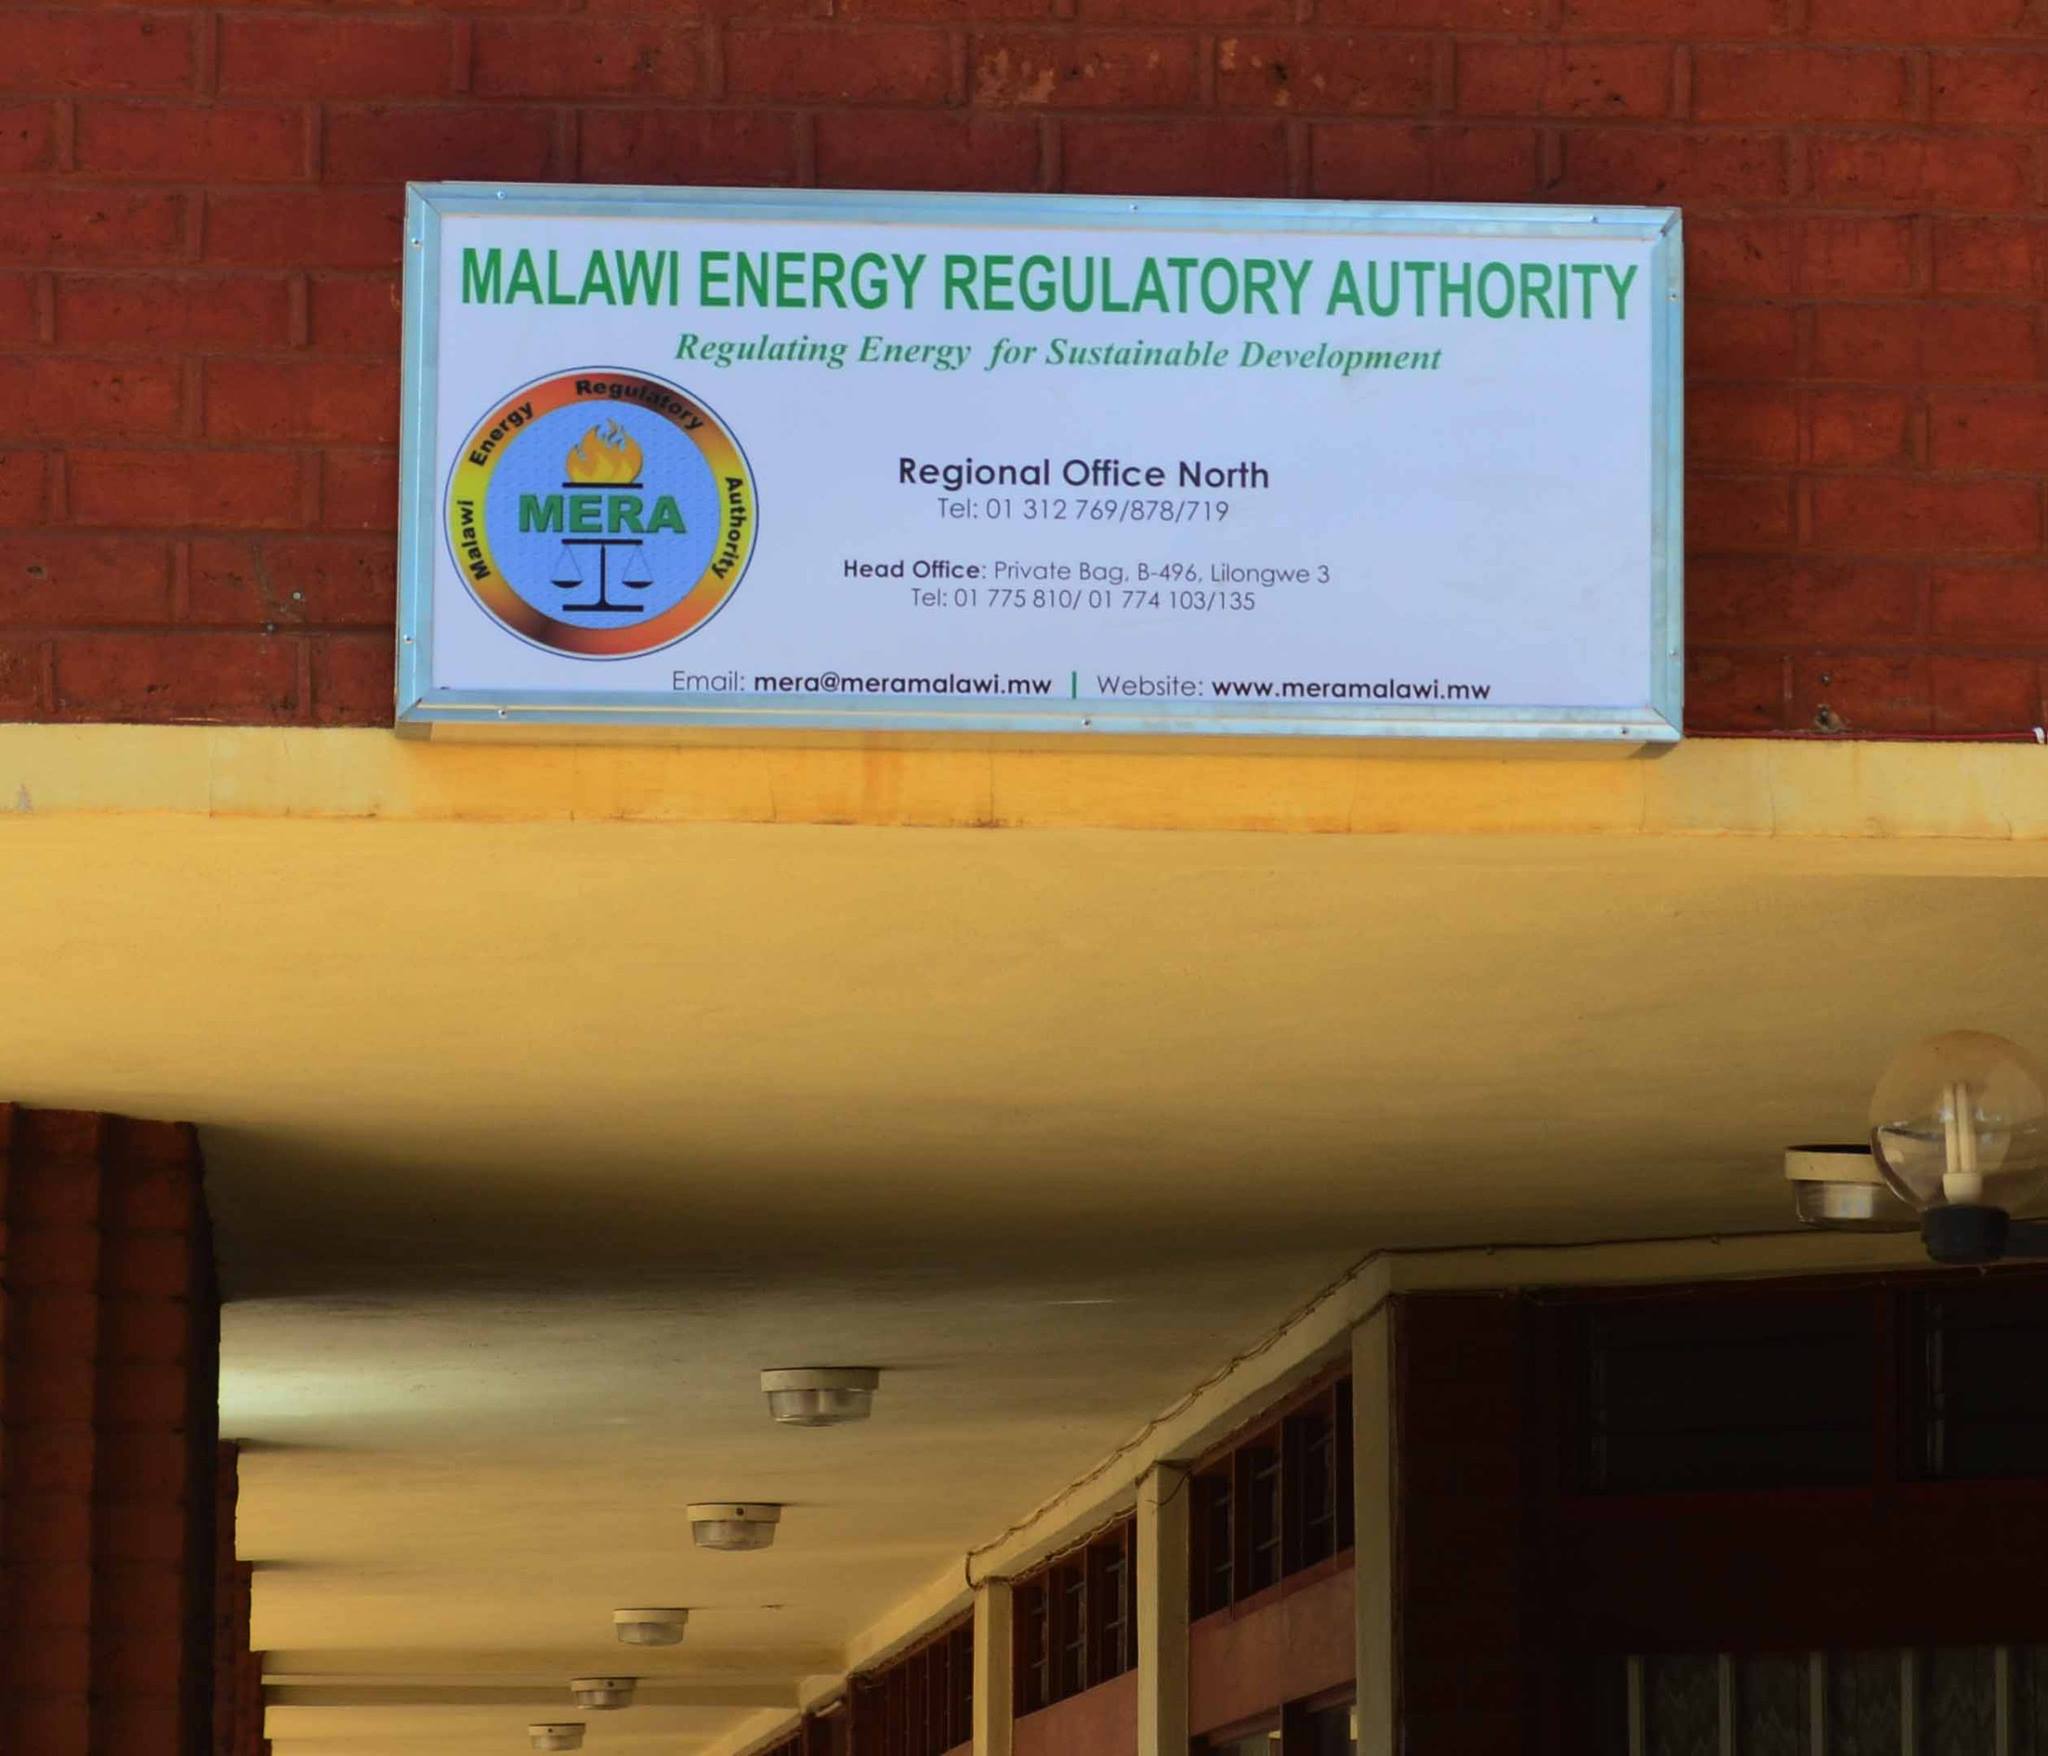 MALAWI ENERGY REGULATORY AUTHORITY
Regulating Energy for Sustainable Development
Malawi Energy Regulatory Authority
MERA
Regional Office North
Tel: 01 312 769/878/719
Head Office: Private Bag, B-496, Lilongwe 3
Tel: 01 775 810/ 01 774 103/135
Email: mera@meramalawi.mw | Website: www.meramalawi.mw